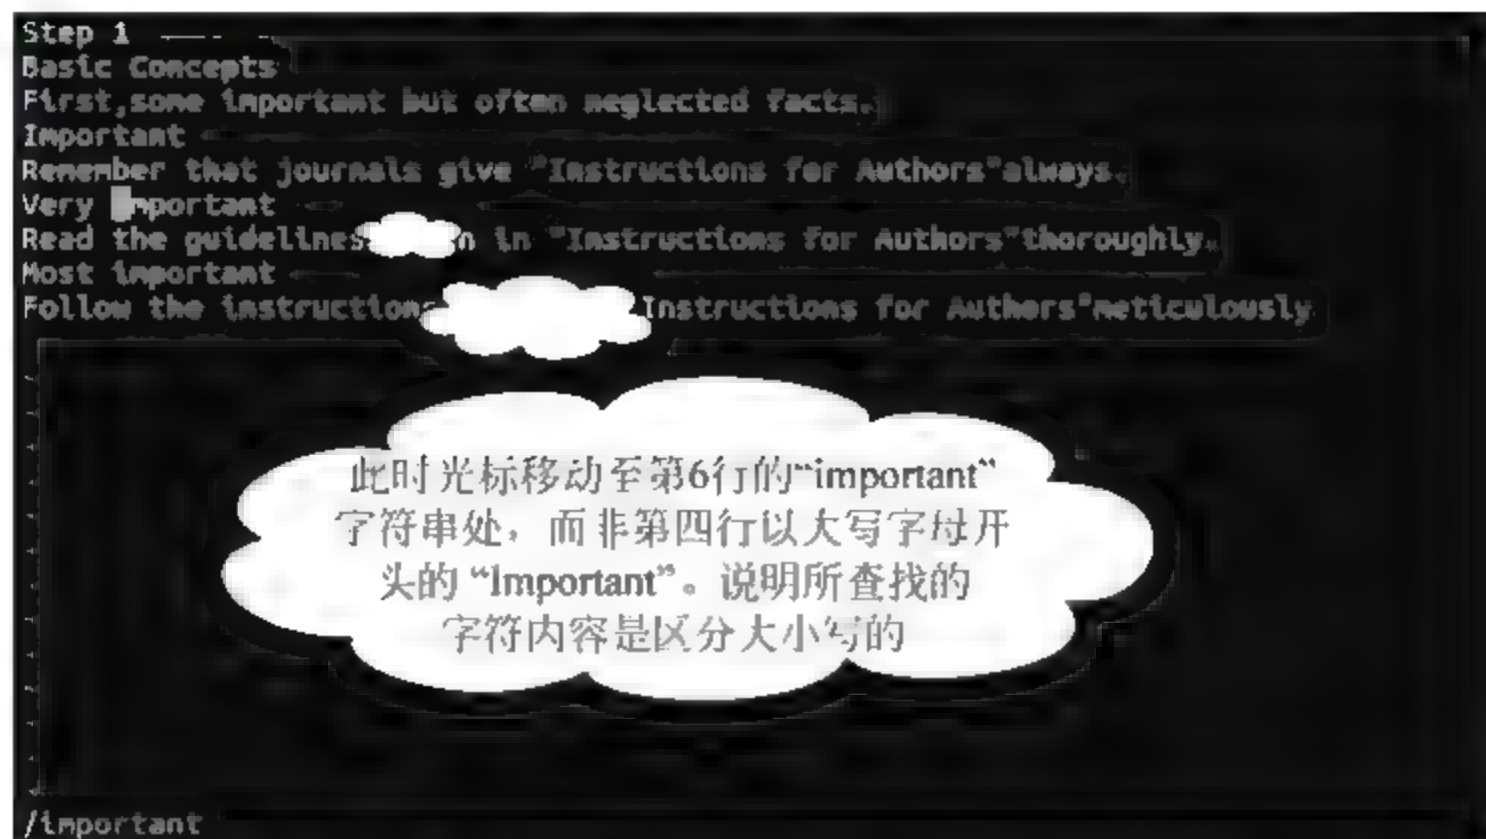 Step 1
Basic Concepts
First,some important but often neglected facts.
Important
Remember that journals give "Instructions for Authors"always.
Very important
Read the guidelines n in "Instructions for Authors"thoroughly.
Most important
Follow the instruction Instructions for Authors"meticulously
~
~
~
~
~
~
~
~
~
~
~
~
~
此时光标移动至第6行的“important”
字符串处，而非第四行以大写字母开
头的 “Important”。说明所查找的
字符内容是区分大小写的
/important